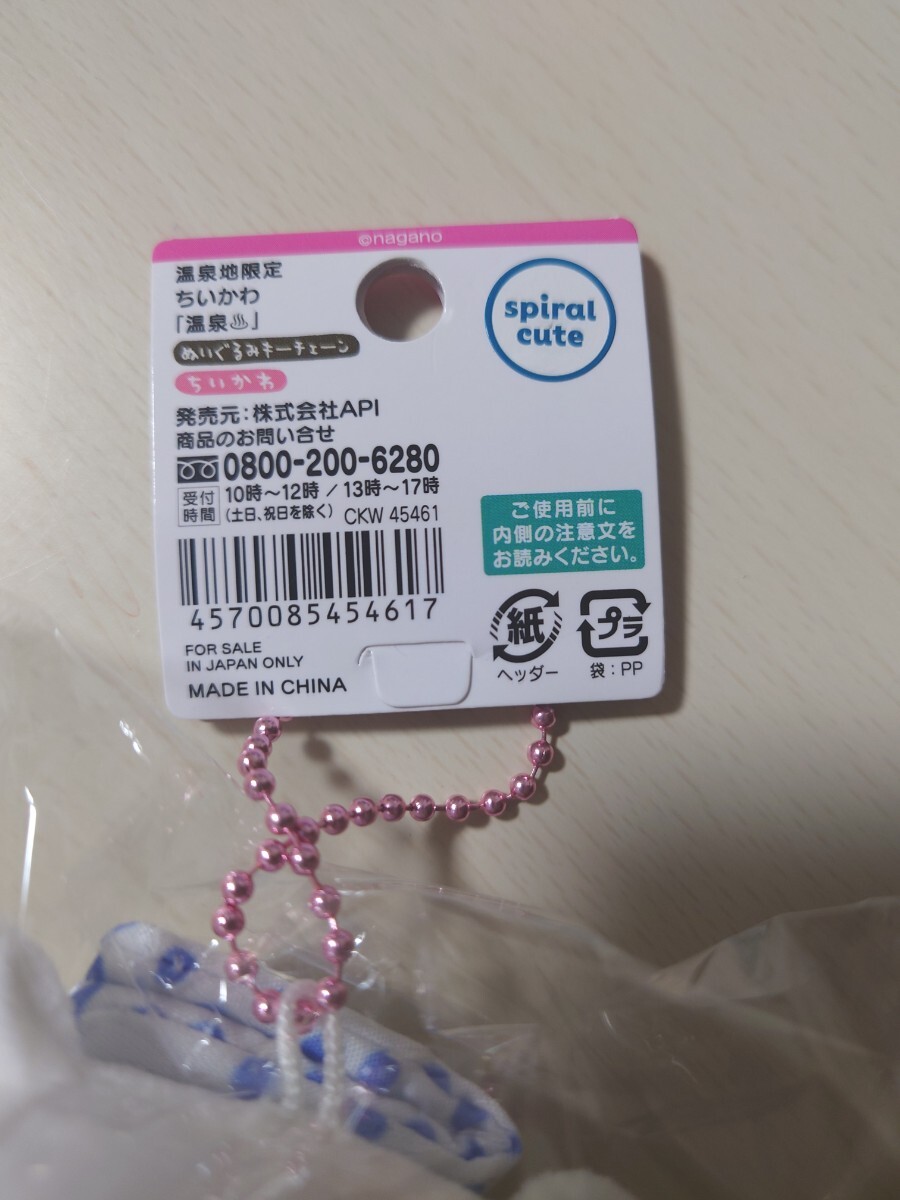 ©nagano
温泉地限定
ちいかわ
「温泉♨」
ぬいぐるみキーチェーン
ちいかわ
発売元:株式会社API
商品のお問い合せ
0800-200-6280
受付時間
10時～12時 / 13時～17時
(土日、祝日を除く) CKW 45461
4570085454617
FOR SALE
IN JAPAN ONLY
MADE IN CHINA
spiral
cute
ご使用前に
内側の注意文を
お読みください。
紙
ヘッダー
プラ
袋:PP